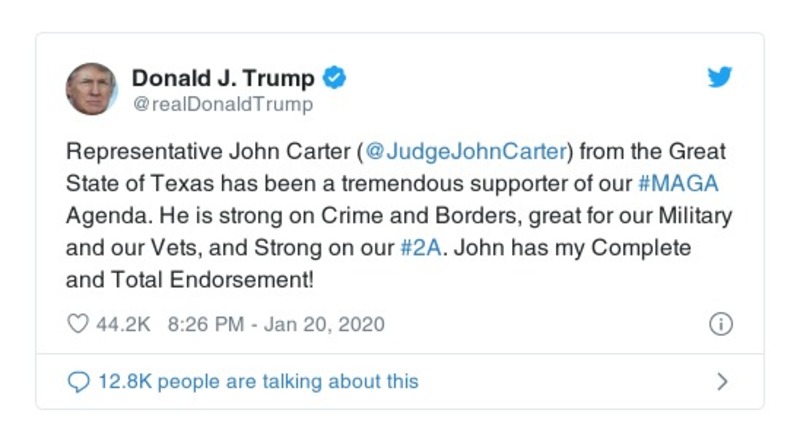 Donald J. Trump
@realDonaldTrump
Representative John Carter (@JudgeJohnCarter) from the Great
State of Texas has been a tremendous supporter of our #MAGA
Agenda. He is strong on Crime and Borders, great for our Military
and our Vets, and Strong on our #2A. John has my Complete
and Total Endorsement!
44.2K 8:26 PM - Jan 20, 2020
12.8K people are talking about this